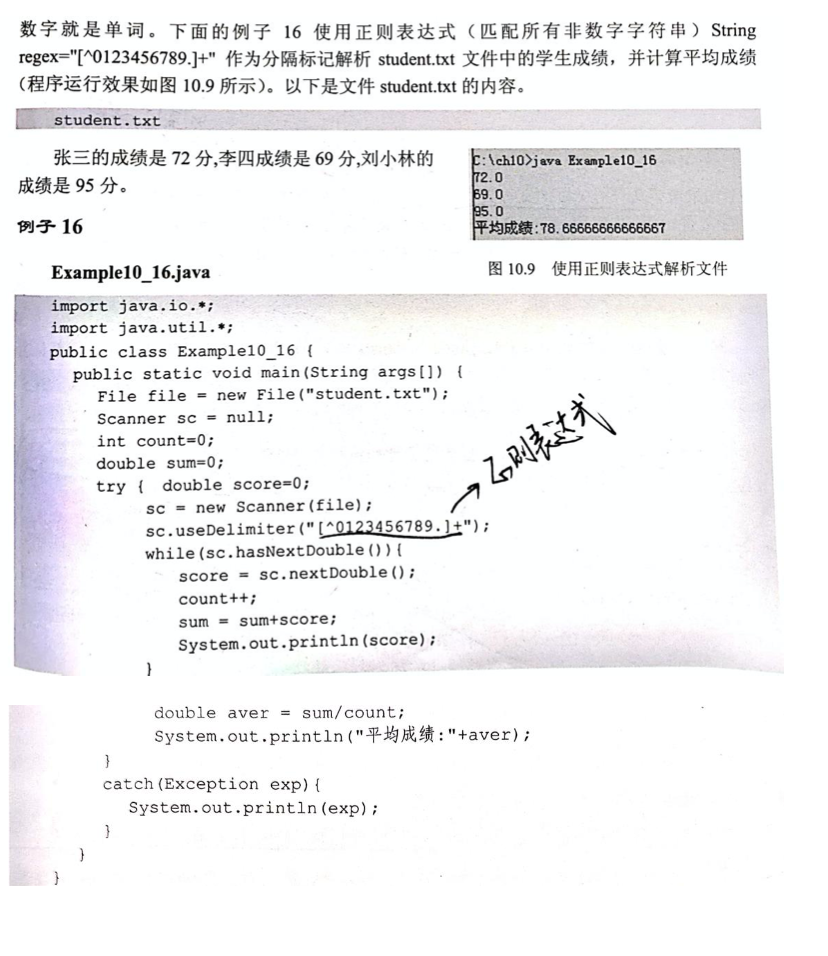 数字就是单词。下面的例子 16 使用正则表达式（匹配所有非数字字符串）String
regex="[^0123456789.]+" 作为分隔标记解析 student.txt 文件中的学生成绩，并计算平均成绩
（程序运行效果如图 10.9 所示）。以下是文件 student.txt 的内容。
student.txt
张三的成绩是 72 分,李四成绩是 69 分,刘小林的
成绩是 95 分。
C:\ch10>java Example10_16
72.0
69.0
95.0
平均成绩:78.66666666666667
图 10.9 使用正则表达式解析文件
例子 16
Example10_16.java
import java.io.*;
import java.util.*;
public class Example10_16 {
public static void main(String args[]) {
File file = new File("student.txt");
Scanner sc = null;
int count=0;
double sum=0;
try { double score=0;
sc = new Scanner(file);
sc.useDelimiter("[^0123456789.]+");
正则表达式
while(sc.hasNextDouble()){
score = sc.nextDouble();
count++;
sum = sum+score;
System.out.println(score);
}
double aver = sum/count;
System.out.println("平均成绩:"+aver);
}
catch(Exception exp){
System.out.println(exp);
}
}
}